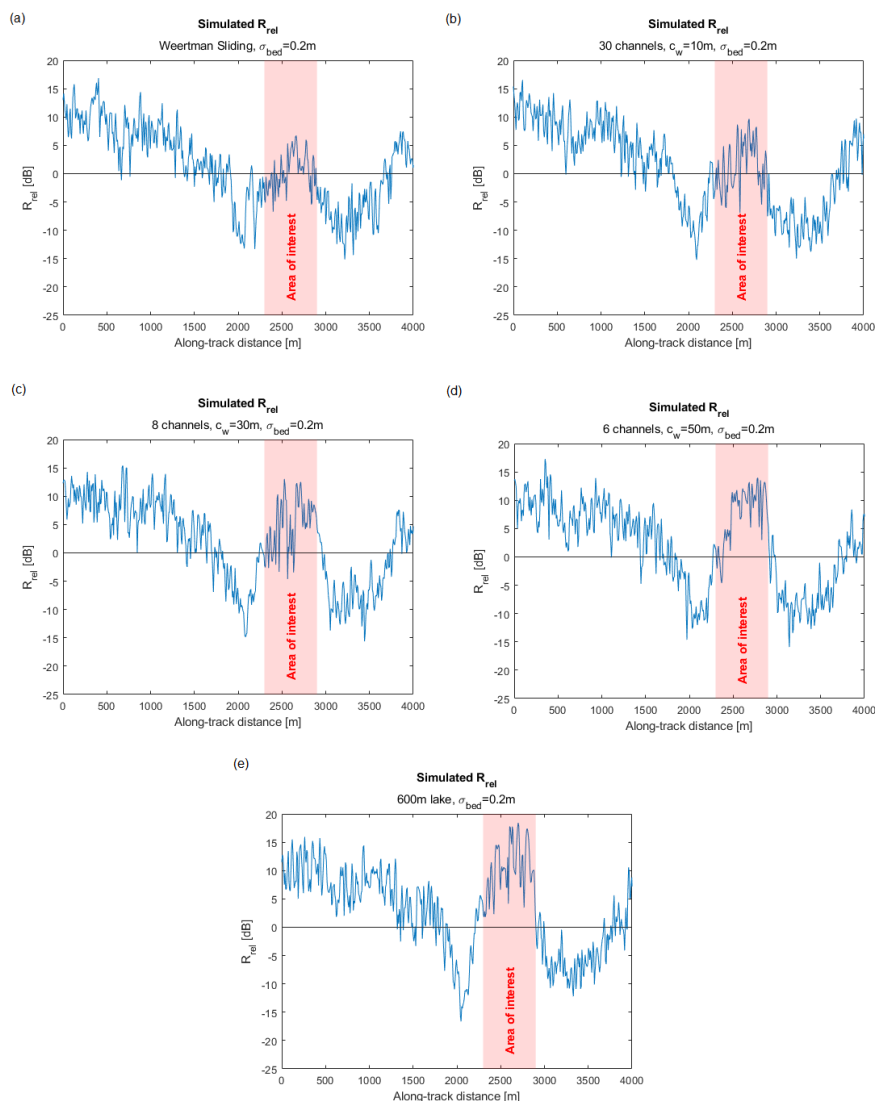 (a)
Simulated R_rel
Weertman Sliding, σ_bed=0.2m
20
15
10
5
0
-5
-10
-15
-20
-25
R_rel [dB]
Area of interest
0 500 1000 1500 2000 2500 3000 3500 4000
Along-track distance [m]
(b)
Simulated R_rel
30 channels, c_w=10m, σ_bed=0.2m
20
15
10
5
0
-5
-10
-15
-20
-25
R_rel [dB]
Area of interest
0 500 1000 1500 2000 2500 3000 3500 4000
Along-track distance [m]
(c)
Simulated R_rel
8 channels, c_w=30m, σ_bed=0.2m
20
15
10
5
0
-5
-10
-15
-20
-25
R_rel [dB]
Area of interest
0 500 1000 1500 2000 2500 3000 3500 4000
Along-track distance [m]
(d)
Simulated R_rel
6 channels, c_w=50m, σ_bed=0.2m
20
15
10
5
0
-5
-10
-15
-20
-25
R_rel [dB]
Area of interest
0 500 1000 1500 2000 2500 3000 3500 4000
Along-track distance [m]
(e)
Simulated R_rel
600m lake, σ_bed=0.2m
20
15
10
5
0
-5
-10
-15
-20
-25
R_rel [dB]
Area of interest
0 500 1000 1500 2000 2500 3000 3500 4000
Along-track distance [m]